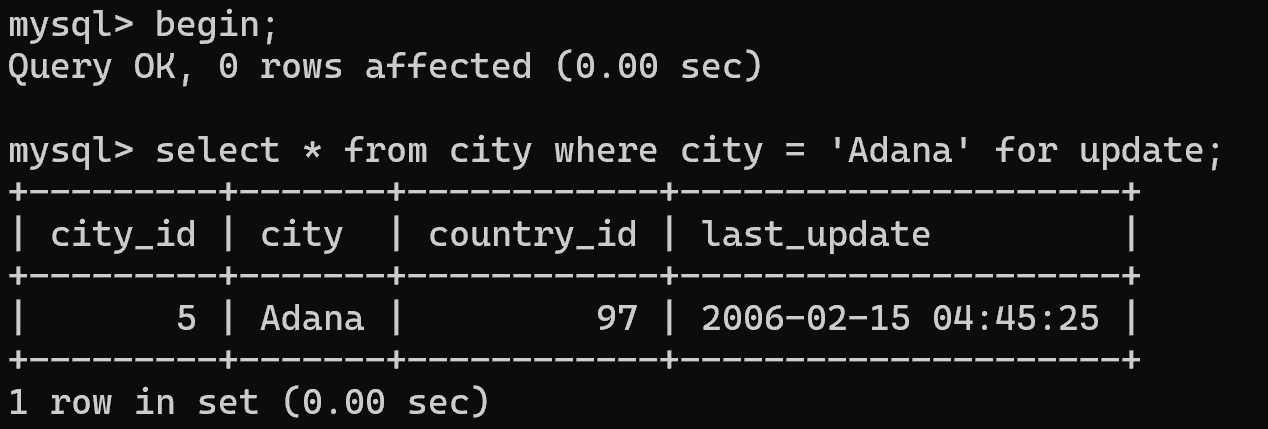 mysql> begin;
Query OK, 0 rows affected (0.00 sec)
mysql> select * from city where city = 'Adana' for update;
+---------+-------+------------+---------------------+
| city_id | city  | country_id | last_update         |
+---------+-------+------------+---------------------+
|       5 | Adana |         97 | 2006-02-15 04:45:25 |
+---------+-------+------------+---------------------+
1 row in set (0.00 sec)